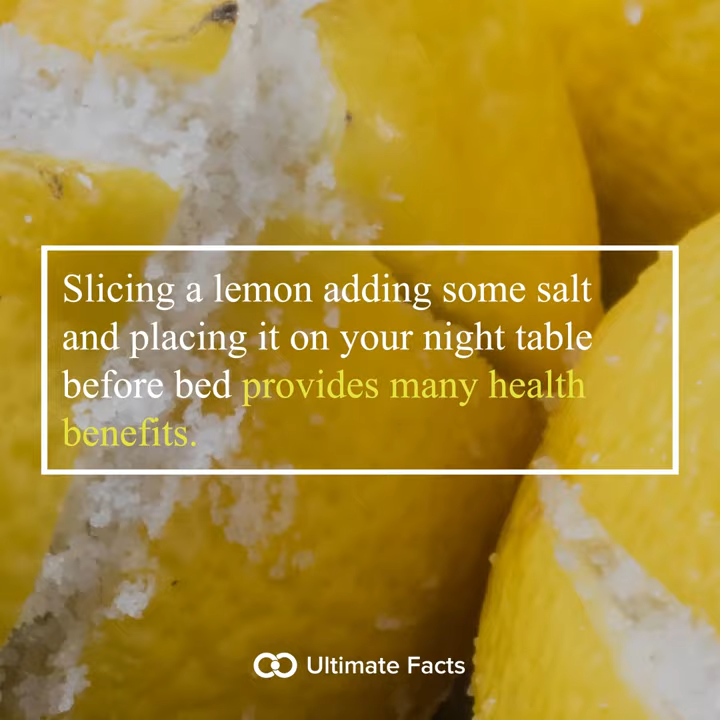 Slicing a lemon adding some salt
and placing it on your night table
before bed provides many health
benefits.
Ultimate Facts